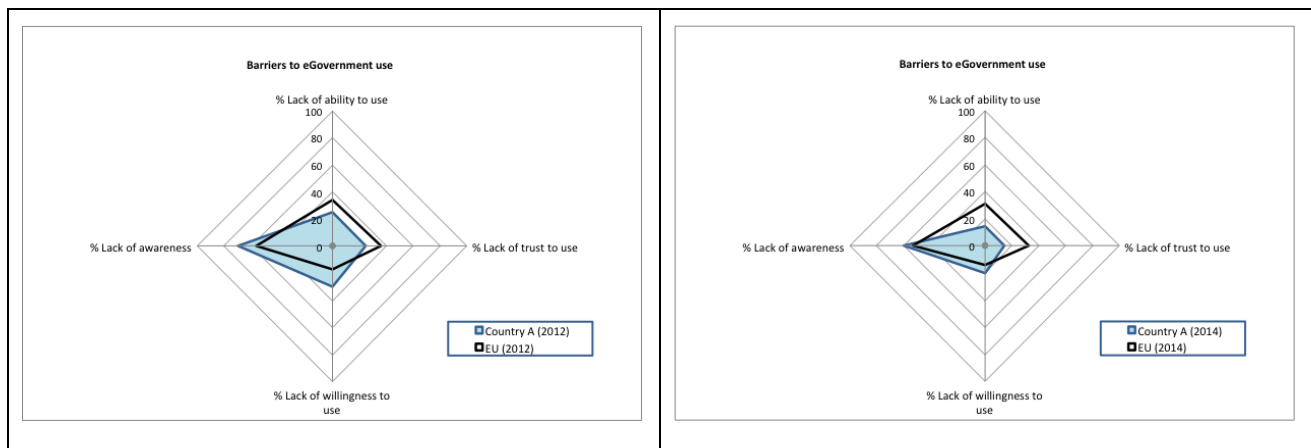 Barriers to eGovernment use
% Lack of ability to use
100
80
60
40
20
0
% Lack of awareness
% Lack of trust to use
Country A (2012)
EU (2012)
% Lack of willingness to
use
Barriers to eGovernment use
% Lack of ability to use
100
80
60
40
20
0
% Lack of awareness
% Lack of trust to use
Country A (2014)
EU (2014)
% Lack of willingness to
use